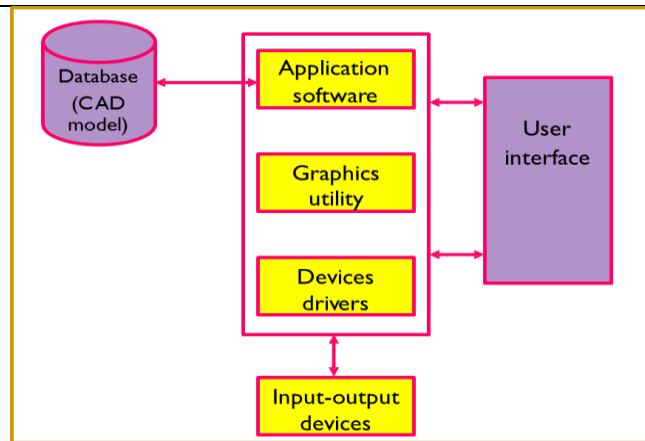 Database
(CAD
model)
Application
software
Graphics
utility
Devices
drivers
Input-output
devices
User
interface